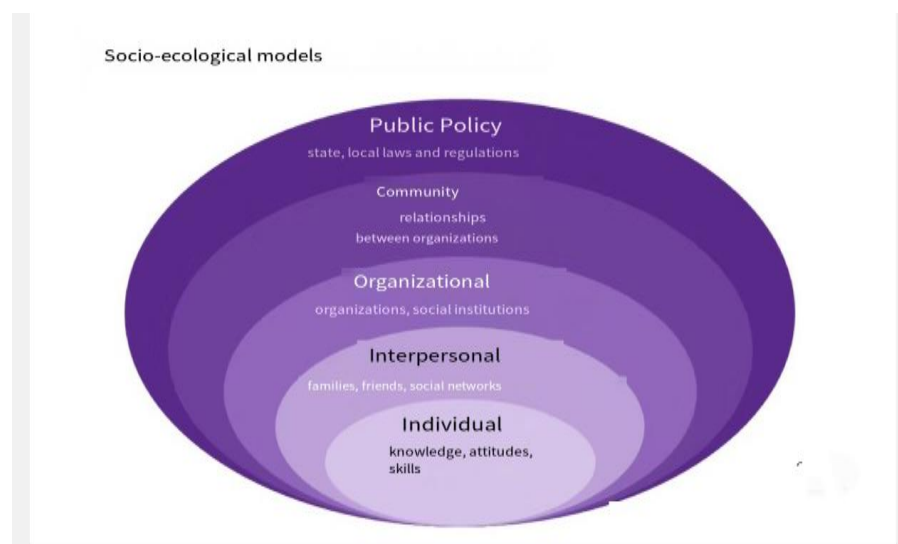 Socio-ecological models
Public Policy
state, local laws and regulations
Community
relationships
between organizations
Organizational
organizations, social institutions
Interpersonal
families, friends, social networks
Individual
knowledge, attitudes,
skills